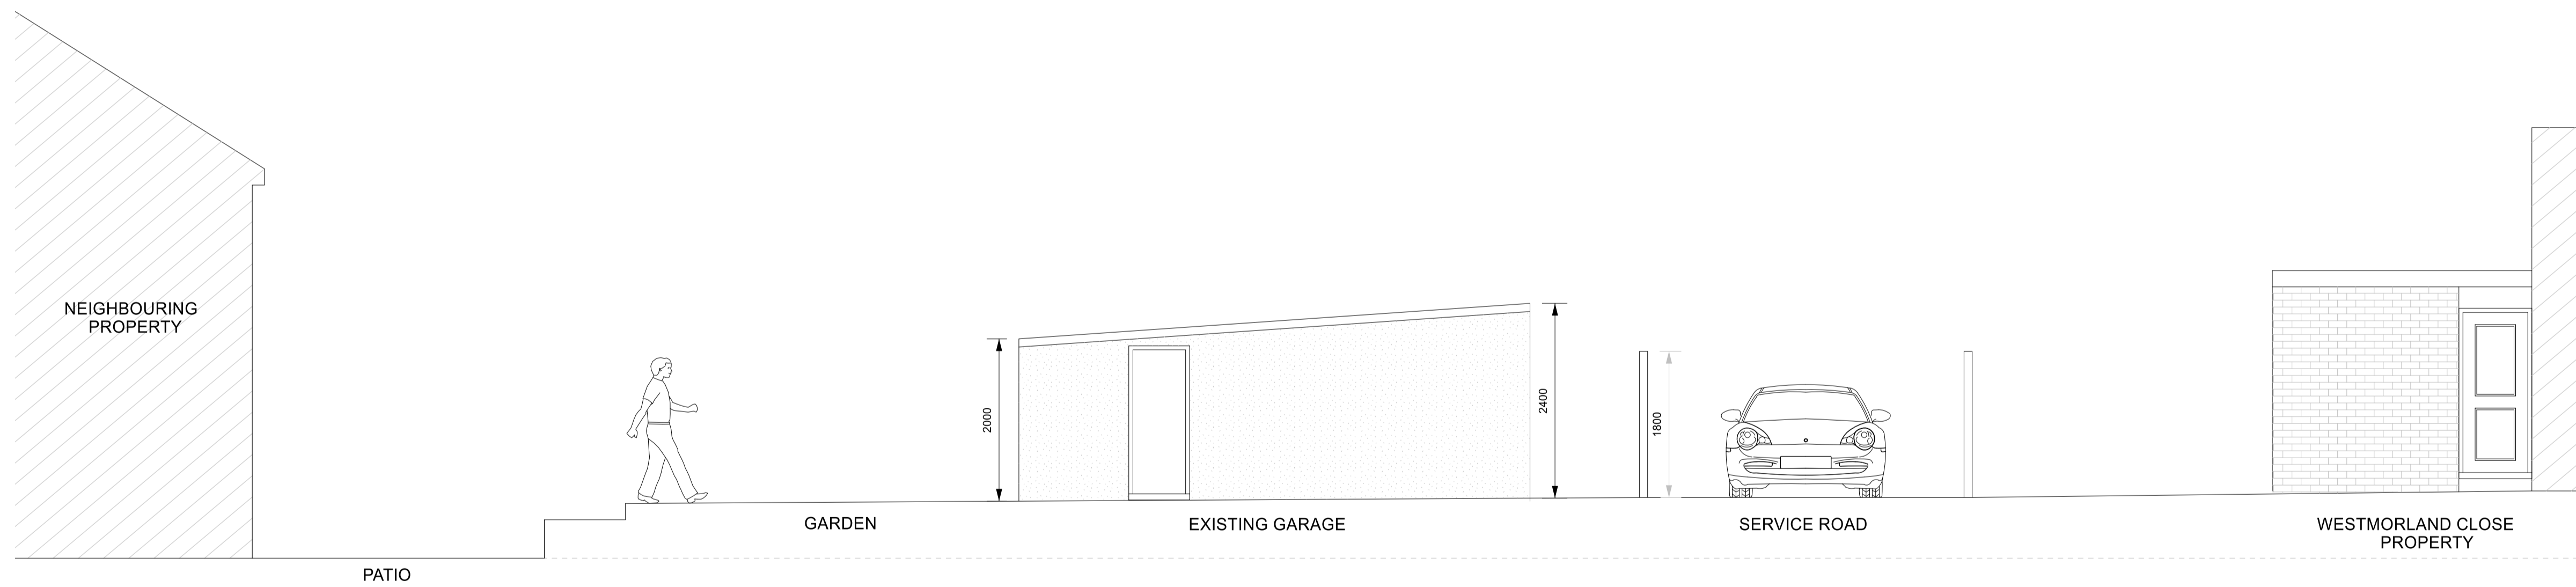 NEIGHBOURING
PROPERTY
PATIO
GARDEN
2000
EXISTING GARAGE
2400
1800
SERVICE ROAD
WESTMORLAND CLOSE
PROPERTY